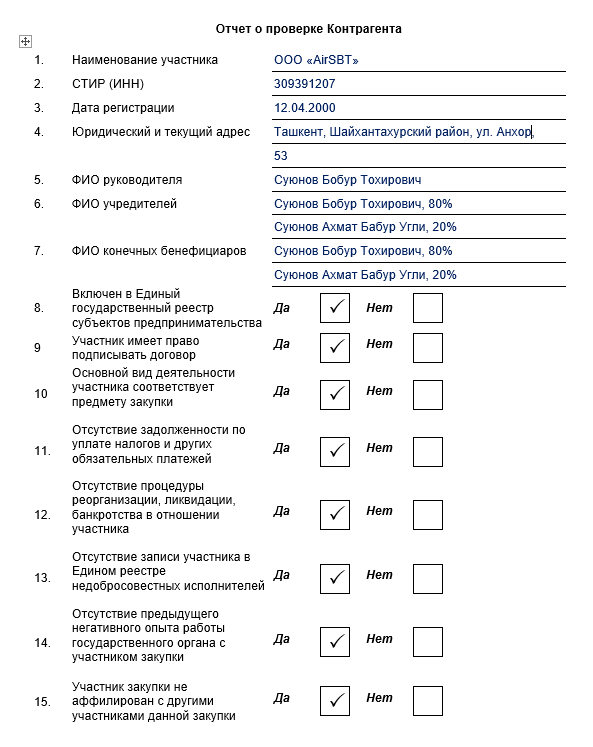 Отчет о проверке Контрагента
1. Наименование участника ООО «AirSBT»
2. СТИР (ИНН) 309391207
3. Дата регистрации 12.04.2000
4. Юридический и текущий адрес Ташкент, Шайхантахурский район, ул. Анхор,
53
5. ФИО руководителя Суюнов Бобур Тохирович
6. ФИО учредителей Суюнов Бобур Тохирович, 80%
Суюнов Ахмат Бабур Угли, 20%
7. ФИО конечных бенефициаров Суюнов Бобур Тохирович, 80%
Суюнов Ахмат Бабур Угли, 20%
Включен в Единый
8. государственный реестр Да ✓ Нет
субъектов предпринимательства
9 Участник имеет право Да ✓ Нет
подписывать договор
Основной вид деятельности
10 участника соответствует Да ✓ Нет
предмету закупки
Отсутствие задолженности по
11. уплате налогов и других Да ✓ Нет
обязательных платежей
Отсутствие процедуры
реорганизации, ликвидации,
12. банкротства в отношении Да ✓ Нет
участника
Отсутствие записи участника в
13. Едином реестре Да ✓ Нет
недобросовестных исполнителей
Отсутствие предыдущего
негативного опыта работы
14. государственного органа с Да ✓ Нет
участником закупки
Участник закупки не
15. аффилирован с другими Да ✓ Нет
участниками данной закупки